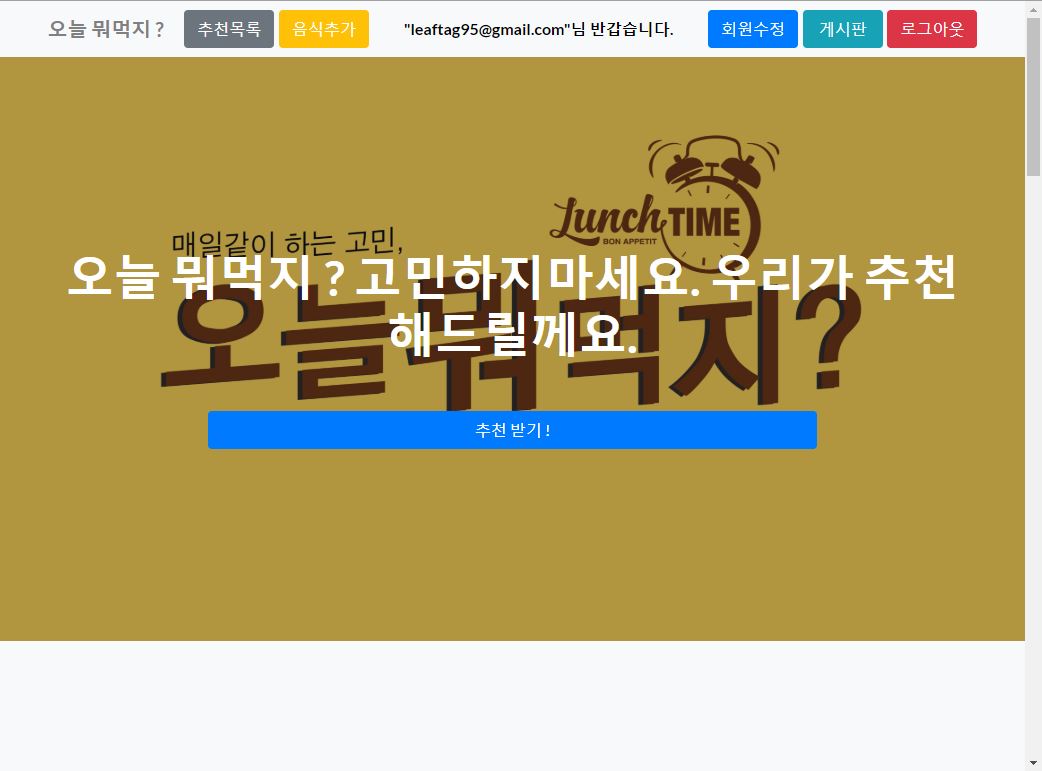 오늘 뭐먹지 ? 추천목록 음식추가 "leaftag95@gmail.com"님 반갑습니다. 회원수정 게시판 로그아웃
Lunch TIME
BON APPETIT
매일같이 하는 고민,
오늘 뭐먹지 ? 고민하지마세요. 우리가 추천
해드릴께요.
오늘뭐먹지?
추천 받기 !